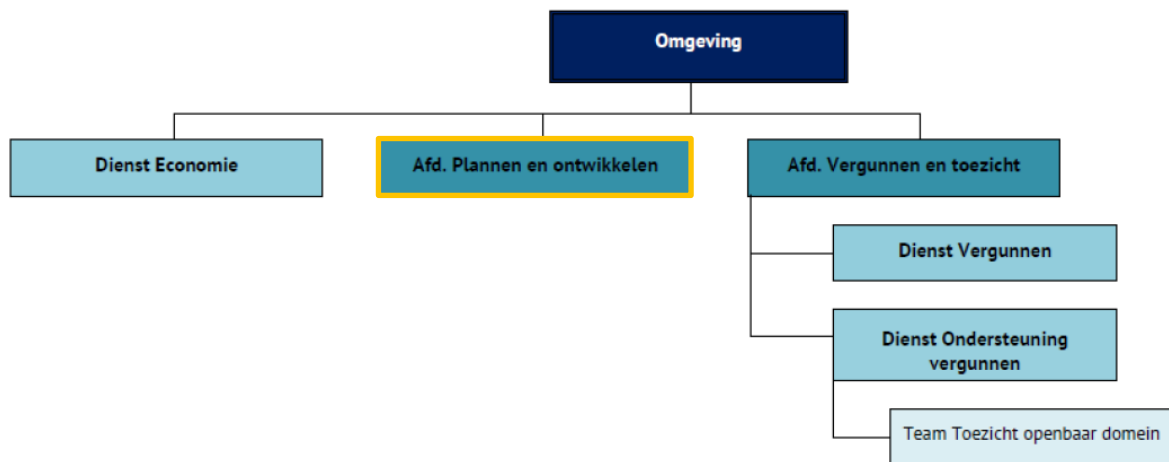 Omgeving
Dienst Economie
Afd. Plannen en ontwikkelen
Afd. Vergunnen en toezicht
Dienst Vergunnen
Dienst Ondersteuning
vergunnen
Team Toezicht openbaar domein